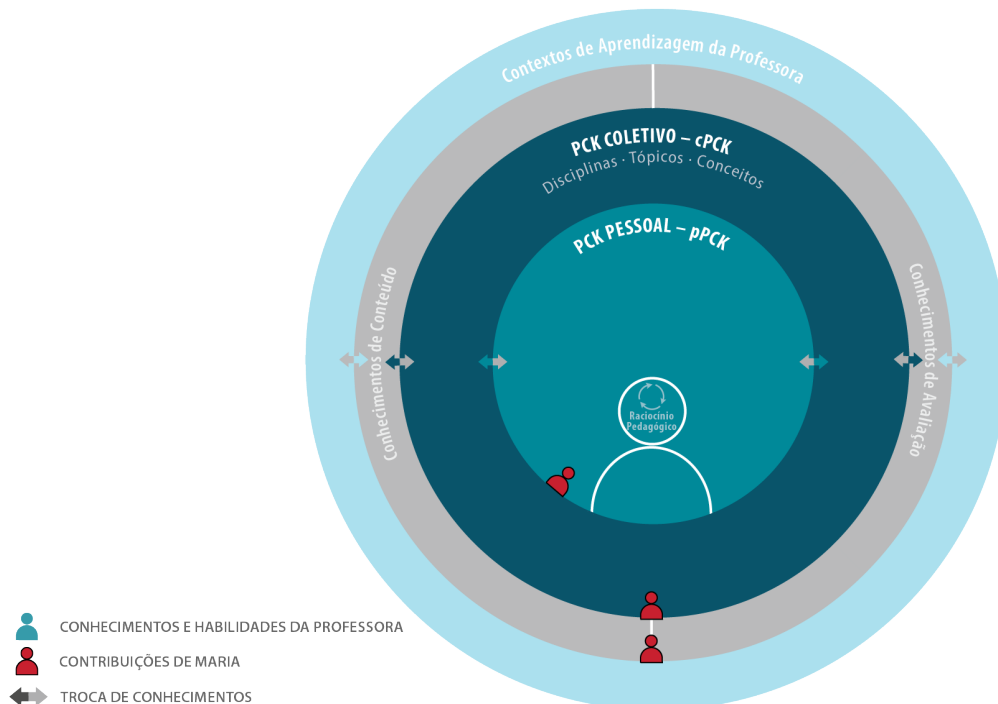 Contextos de Aprendizagem da Professora
PCK COLETIVO – cPCK
Disciplinas · Tópicos · Conceitos
PCK PESSOAL – pPCK
Conhecimentos de Conteúdo
Conhecimentos de Avaliação
Raciocínio
Pedagógico
CONHECIMENTOS E HABILIDADES DA PROFESSORA
CONTRIBUIÇÕES DE MARIA
TROCA DE CONHECIMENTOS